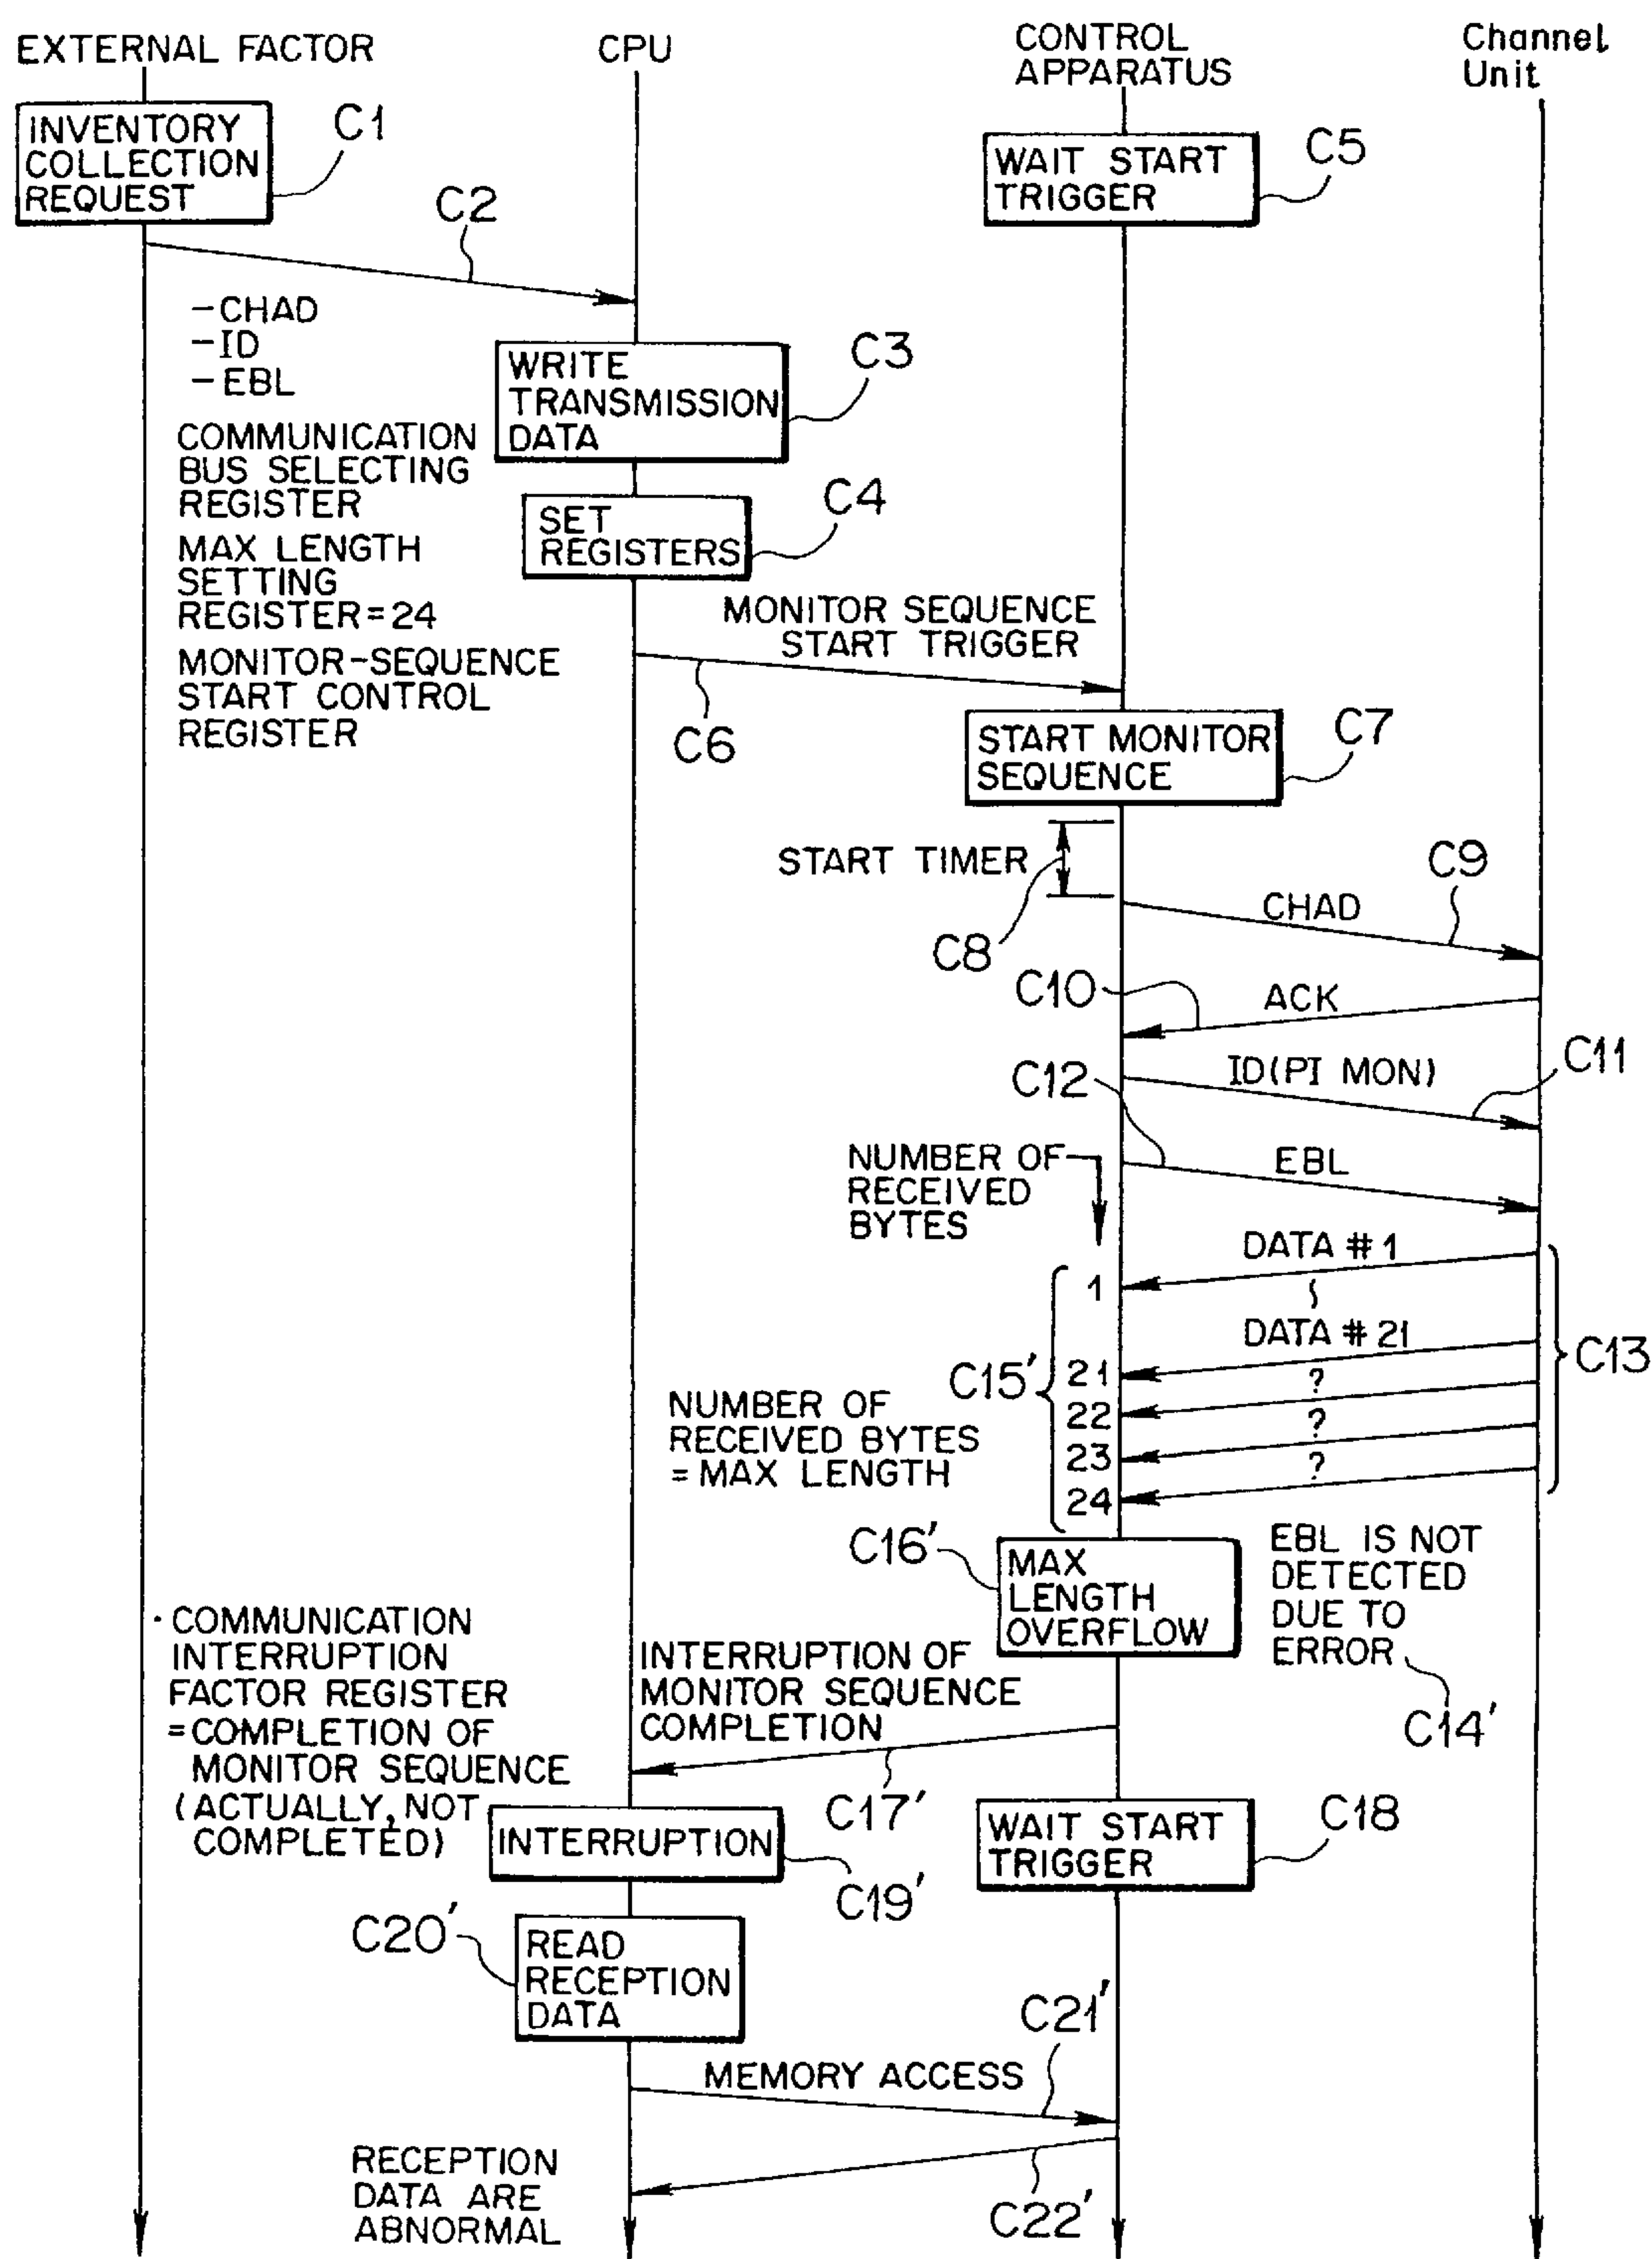 EXTERNAL FACTOR
CPU
CONTROL
APPARATUS
Channel
Unit
INVENTORY
COLLECTION
REQUEST
C1
WAIT START
TRIGGER
C5
C2
-CHAD
-ID
-EBL
WRITE
TRANSMISSION
DATA
C3
COMMUNICATION
BUS SELECTING
REGISTER
SET
REGISTERS
C4
MAX LENGTH
SETTING
REGISTER=24
MONITOR SEQUENCE
START TRIGGER
MONITOR-SEQUENCE
START CONTROL
REGISTER
C6
START MONITOR
SEQUENCE
C7
START TIMER
C8
CHAD
C9
C10
ACK
C12
ID(PI MON)
C11
NUMBER OF
RECEIVED
BYTES
EBL
DATA #1
1
DATA #21
C13
C15'
21
?
22
?
23
?
24
NUMBER OF
RECEIVED BYTES
=MAX LENGTH
C16'
MAX
LENGTH
OVERFLOW
EBL IS NOT
DETECTED
DUE TO
ERROR
C14'
·COMMUNICATION
INTERRUPTION
FACTOR REGISTER
=COMPLETION OF
MONITOR SEQUENCE
(ACTUALLY, NOT
COMPLETED)
INTERRUPTION OF
MONITOR SEQUENCE
COMPLETION
C17'
INTERRUPTION
C19'
WAIT START
TRIGGER
C18
C20'
READ
RECEPTION
DATA
C21'
MEMORY ACCESS
C22'
RECEPTION
DATA ARE
ABNORMAL